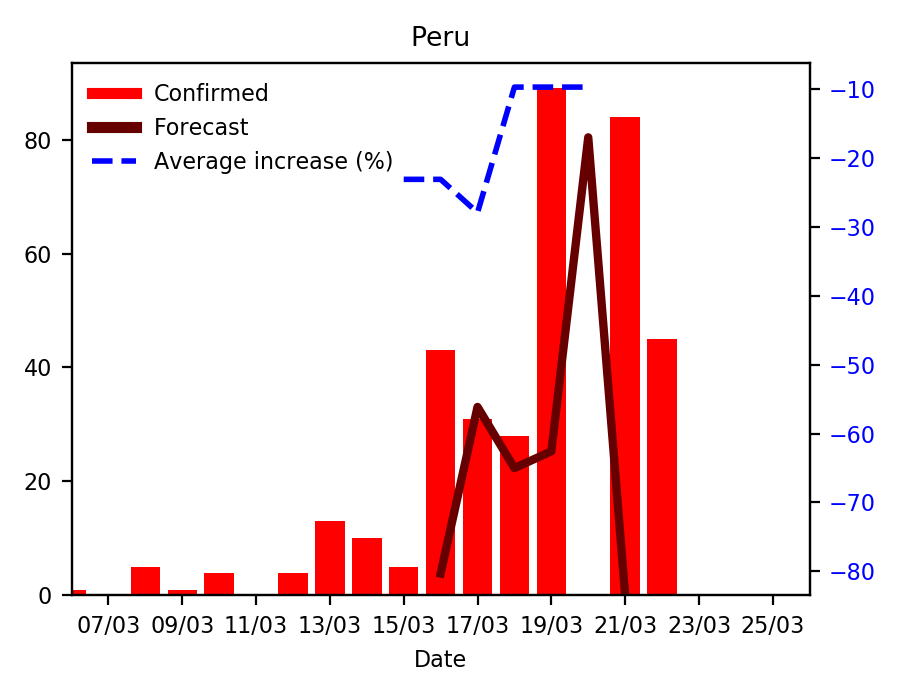 Peru
Confirmed
Forecast
Average increase (%)
80
60
40
20
0
−10
−20
−30
−40
−50
−60
−70
−80
07/03 09/03 11/03 13/03 15/03 17/03 19/03 21/03 23/03 25/03
Date